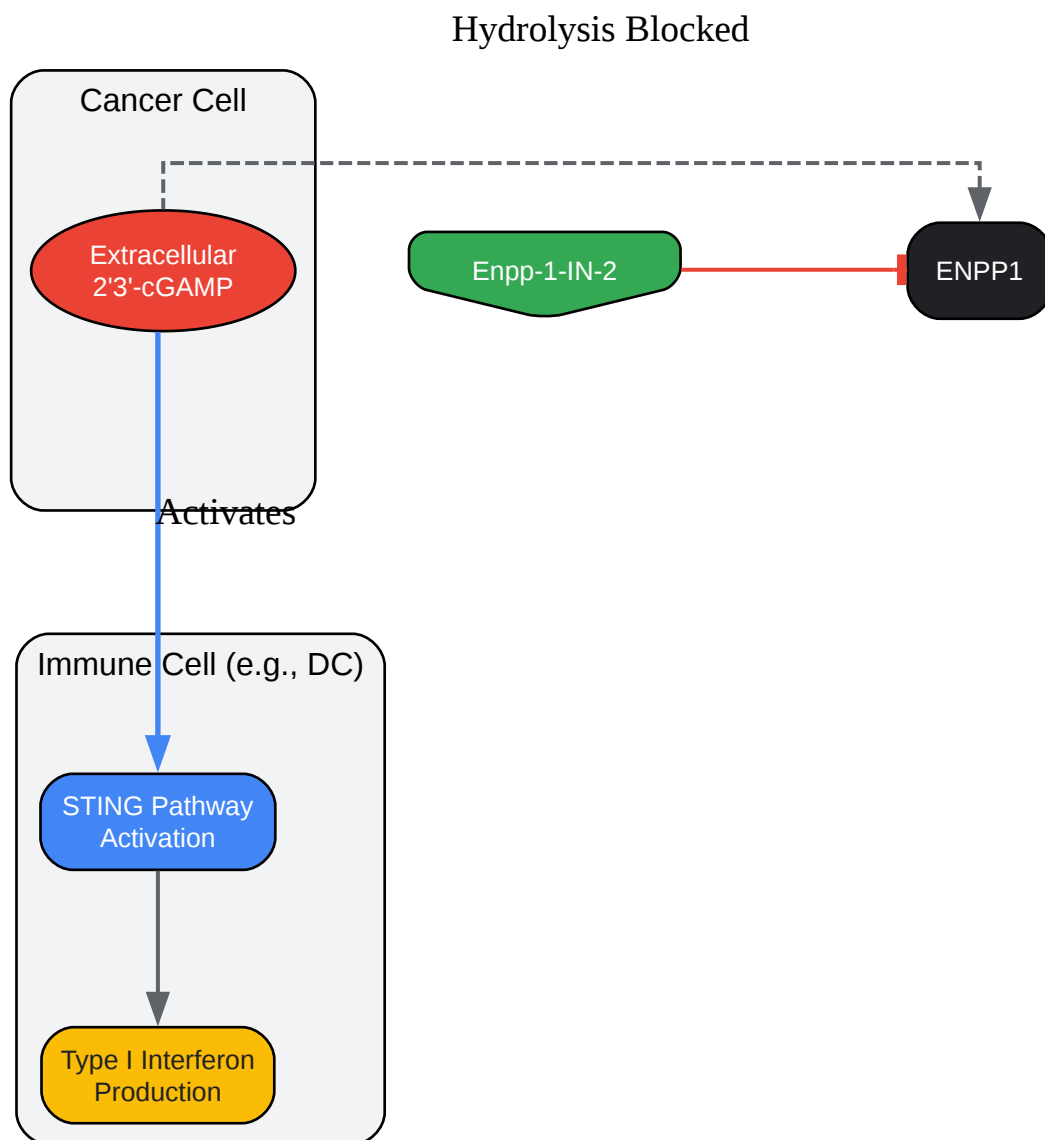 Hydrolysis Blocked
Cancer Cell
Extracellular
2'3'-cGAMP
Enpp-1-IN-2
ENPP1
Activates
Immune Cell (e.g., DC)
STING Pathway
Activation
Type I Interferon
Production